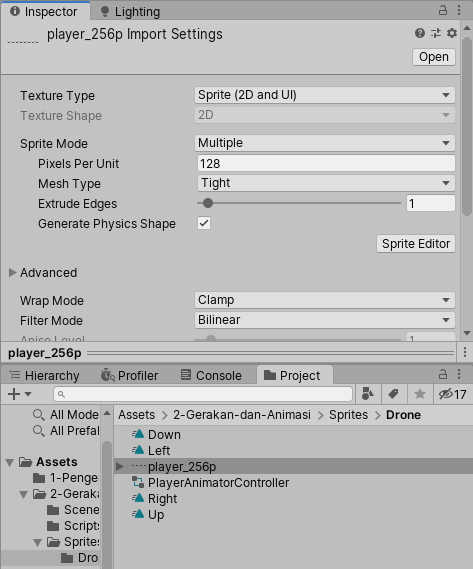 Inspector Lighting
player_256p Import Settings
Open
Texture Type Sprite (2D and UI)
Texture Shape 2D
Sprite Mode Multiple
Pixels Per Unit 128
Mesh Type Tight
Extrude Edges 1
Generate Physics Shape
Sprite Editor
Advanced
Wrap Mode Clamp
Filter Mode Bilinear
Aniso Level 1
player_256p
Hierarchy Profiler Console Project
17
All Mode
All Prefal
Assets
1-Penge
2-Geraka
Scene
Scripts
Sprites
Dro
Assets > 2-Gerakan-dan-Animasi > Sprites > Drone
Down
Left
player_256p
PlayerAnimatorController
Right
Up